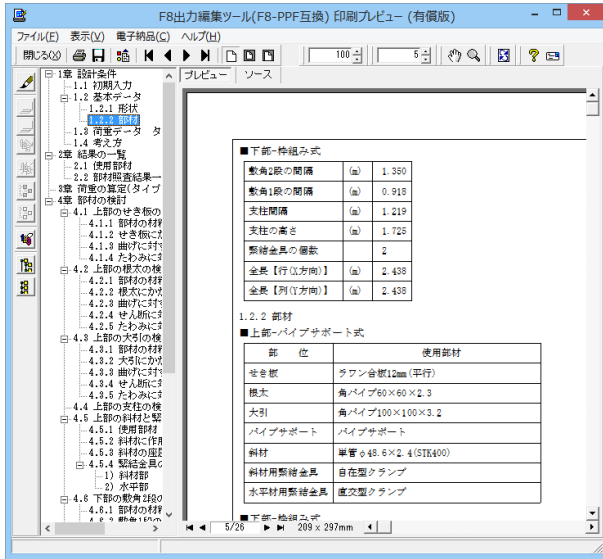 F8出力編集ツール(F8-PPF互換) 印刷プレビュー (有償版)
ファイル(F) 表示(V) 電子納品(C) ヘルプ(H)
閉じる(X) 100 5
プレビュー ソース
1章 設計条件
1.1 初期入力
1.2 基本データ
1.2.1 形状
1.2.2 部材
1.3 荷重データ タ
1.4 考え方
2章 結果の一覧
2.1 使用部材
2.2 部材照査結果一
3章 荷重の算定(タイプ
4章 部材の検討
4.1 上部のせき板の
4.1.1 部材の材料
4.1.2 せき板にか
4.1.3 曲げに対す
4.1.4 たわみに対
4.2 上部の根太の検
4.2.1 部材の材料
4.2.2 根太にかか
4.2.3 曲げに対す
4.2.4 せん断に対
4.2.5 たわみに対
4.3 上部の大引の検
4.3.1 部材の材料
4.3.2 大引にかか
4.3.3 曲げに対す
4.3.4 せん断に対
4.3.5 たわみに対
4.4 上部の支柱の検
4.5 上部の斜材と緊
4.5.1 使用部材
4.5.2 斜材に作用
4.5.3 斜材の座屈
4.5.4 緊結金具の
1) 斜材部
2) 水平部
4.6 下部の敷角2段の
4.6.1 部材の材料
■下部-枠組み式
敷角2段の間隔 (m) 1.350
敷角1段の間隔 (m) 0.915
支柱間隔 (m) 1.219
支柱の高さ (m) 1.725
緊結金具の個数 2
全長【行(X方向)】 (m) 2.438
全長【列(Y方向)】 (m) 2.438
1.2.2 部材
■上部-パイプサポート式
部 位 使用部材
せき板 ラワン合板12mm(平行)
根太 角パイプ60×60×2.3
大引 角パイプ100×100×3.2
パイプサポート パイプサポート
斜材 単管φ48.6×2.4(STK400)
斜材用緊結金具 自在型クランプ
水平材用緊結金具 直交型クランプ
■下部-枠組み式
5/26 209 x 297mm